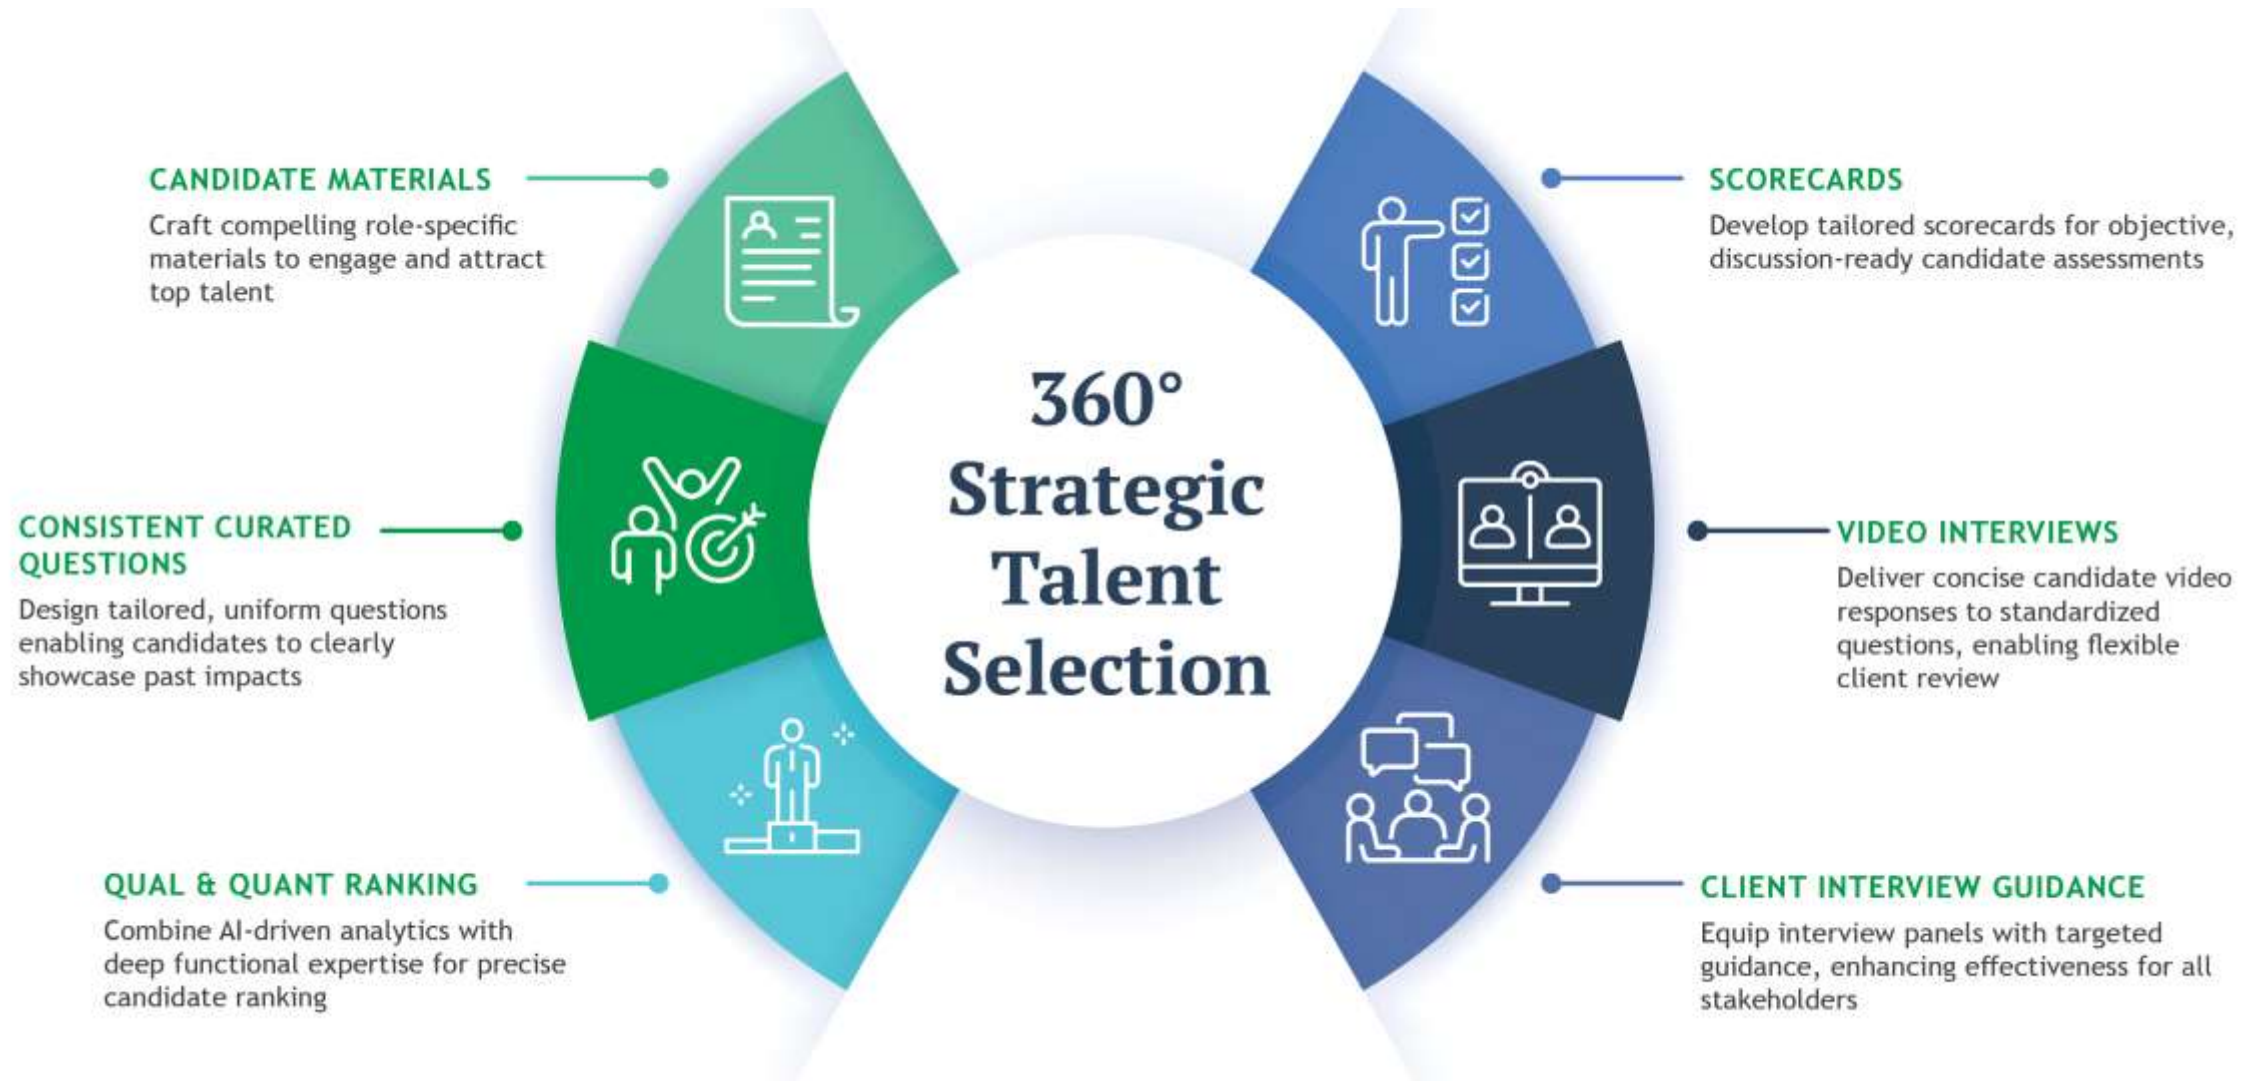 CANDIDATE MATERIALS
Craft compelling role-specific
materials to engage and attract
top talent
CONSISTENT CURATED
QUESTIONS
Design tailored, uniform questions
enabling candidates to clearly
showcase past impacts
QUAL & QUANT RANKING
Combine AI-driven analytics with
deep functional expertise for precise
candidate ranking
360°
Strategic
Talent
Selection
SCORECARDS
Develop tailored scorecards for objective,
discussion-ready candidate assessments
VIDEO INTERVIEWS
Deliver concise candidate video
responses to standardized
questions, enabling flexible
client review
CLIENT INTERVIEW GUIDANCE
Equip interview panels with targeted
guidance, enhancing effectiveness for all
stakeholders